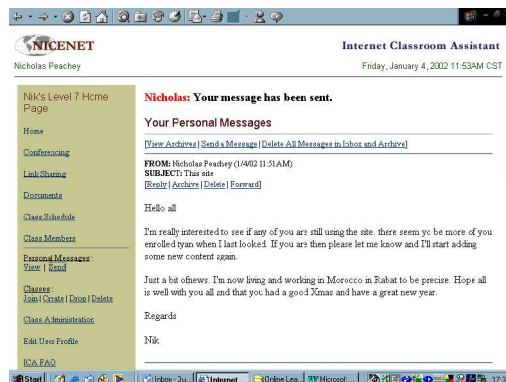 NICENET
Internet Classroom Assistant
Nicholas Peachey
Friday, January 4, 2002 11:53AM CST
Nik's Level 7 Home
Page
Home
Conferencing
Link Sharing
Documents
Class Schedule
Class Members
Personal Messages:
View | Send
Classes:
Join | Create | Drop | Delete
Class Administration
Edit User Profile
ICA FAQ
Nicholas: Your message has been sent.
Your Personal Messages
[View Archives | Send a Message | Delete All Messages in Inbox and Archive]
FROM: Nicholas Peachey (1/4/02 11:51AM)
SUBJECT: This site
[Reply | Archive | Delete | Forward]
Hello all
I'm really interested to see if any of you are still using the site. there seem yc be more of you
enrolled tyan when I last looked. If you are then please let me know and I'll start adding
some new content again.
Just a bit ofnews. I'm now living and working in Morocco in Rabat to be precise. Hope all
is well with you all and that you had a good Xmas and have a great new year.
Regards
Nik
Start
Inbox - Ou...
Internet
Online Lea...
Microsof...
17:3